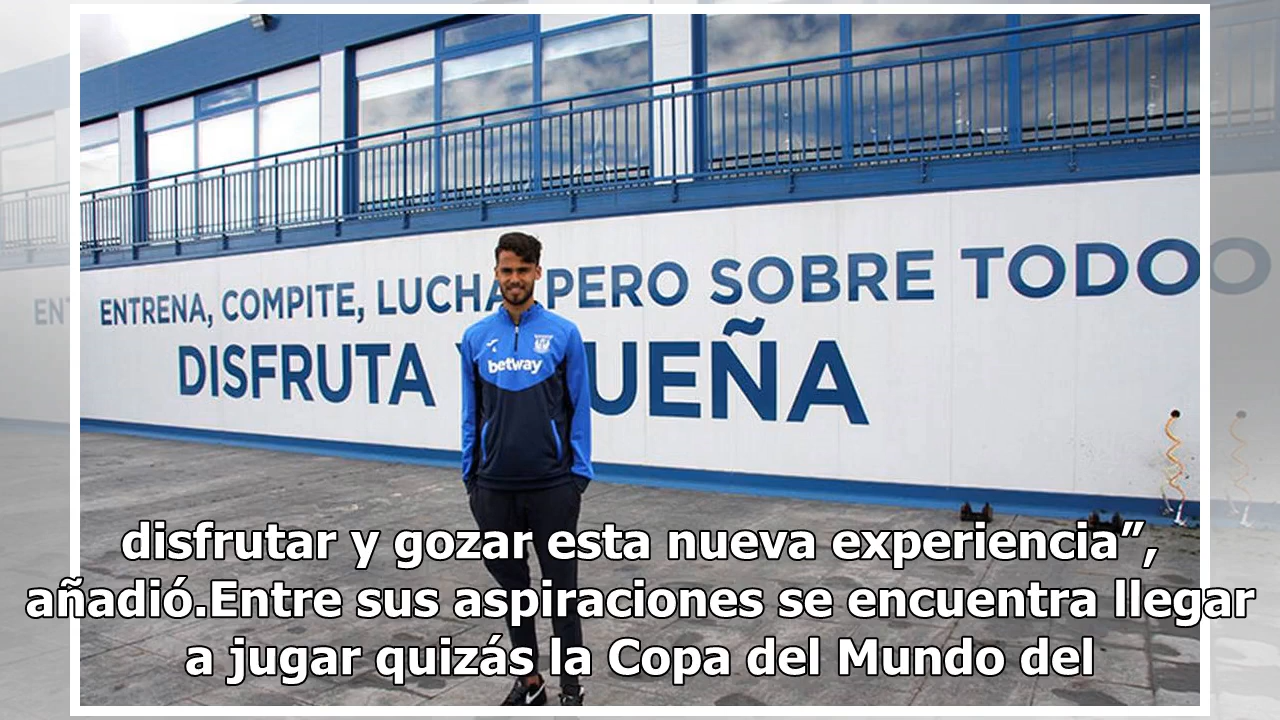 ENTRENA, COMPITE, LUCHA PERO SOBRE TODO
DISFRUTA Y SUEÑA
betway
disfrutar y gozar esta nueva experiencia”,
añadió.Entre sus aspiraciones se encuentra llegar
a jugar quizás la Copa del Mundo del